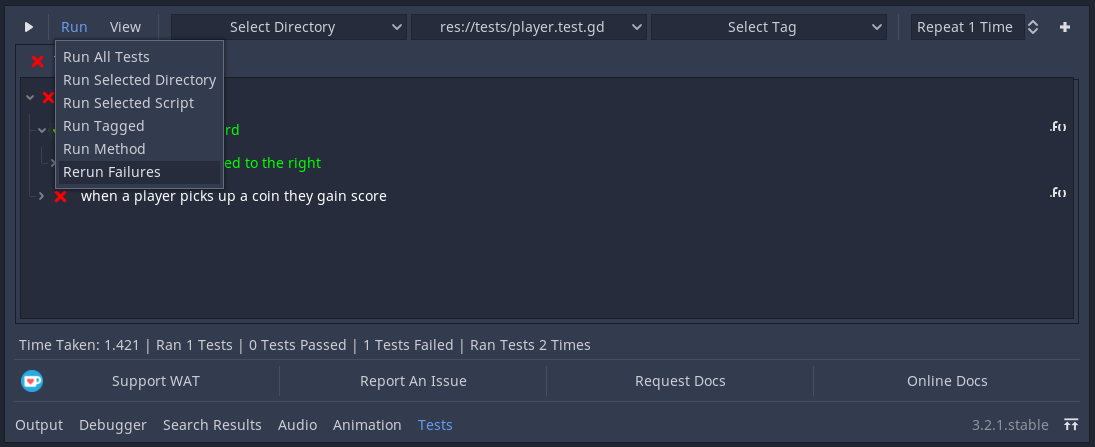 Run View Select Directory res://tests/player.test.gd Select Tag Repeat 1 Time
Run All Tests
Run Selected Directory
Run Selected Script
Run Tagged
rd
.f()
Run Method
ed to the right
Rerun Failures
when a player picks up a coin they gain score
.f()
Time Taken: 1.421 | Ran 1 Tests | 0 Tests Passed | 1 Tests Failed | Ran Tests 2 Times
Support WAT Report An Issue Request Docs Online Docs
Output Debugger Search Results Audio Animation Tests 3.2.1.stable